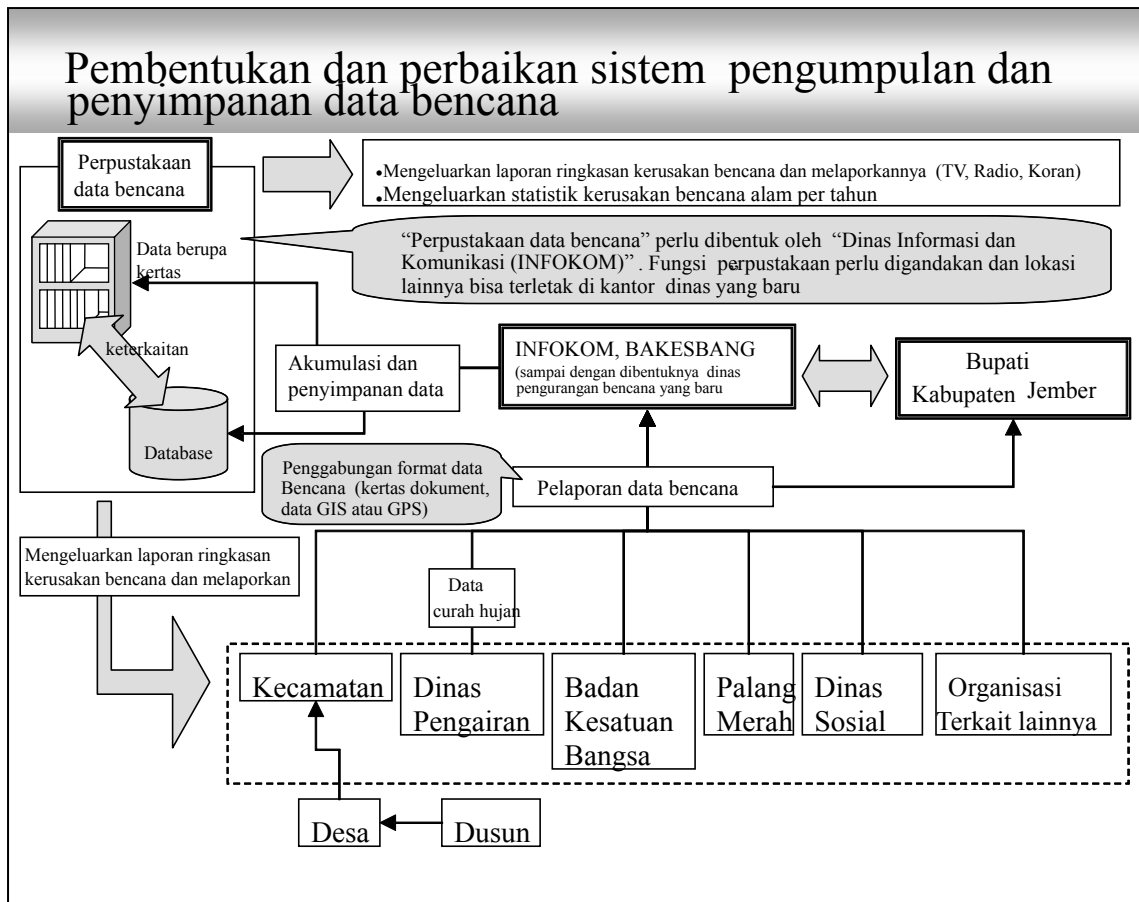 Pembentukan dan perbaikan sistem pengumpulan dan
penyimpanan data bencana
Perpustakaan
data bencana
•Mengeluarkan laporan ringkasan kerusakan bencana dan melaporkannya (TV, Radio, Koran)
•Mengeluarkan statistik kerusakan bencana alam per tahun
Data berupa
kertas
“Perpustakaan data bencana” perlu dibentuk oleh “Dinas Informasi dan
Komunikasi (INFOKOM)”. Fungsi perpustakaan perlu digandakan dan lokasi
lainnya bisa terletak di kantor dinas yang baru
keterkaitan
Database
Akumulasi dan
penyimpanan data
INFOKOM, BAKESBANG
(sampai dengan dibentuknya dinas
pengurangan bencana yang baru
Bupati
Kabupaten Jember
Penggabungan format data
Bencana (kertas dokument,
data GIS atau GPS)
Pelaporan data bencana
Mengeluarkan laporan ringkasan
kerusakan bencana dan melaporkan
Data
curah hujan
Kecamatan
Dinas
Pengairan
Badan
Kesatuan
Bangsa
Palang
Merah
Dinas
Sosial
Organisasi
Terkait lainnya
Desa
Dusun